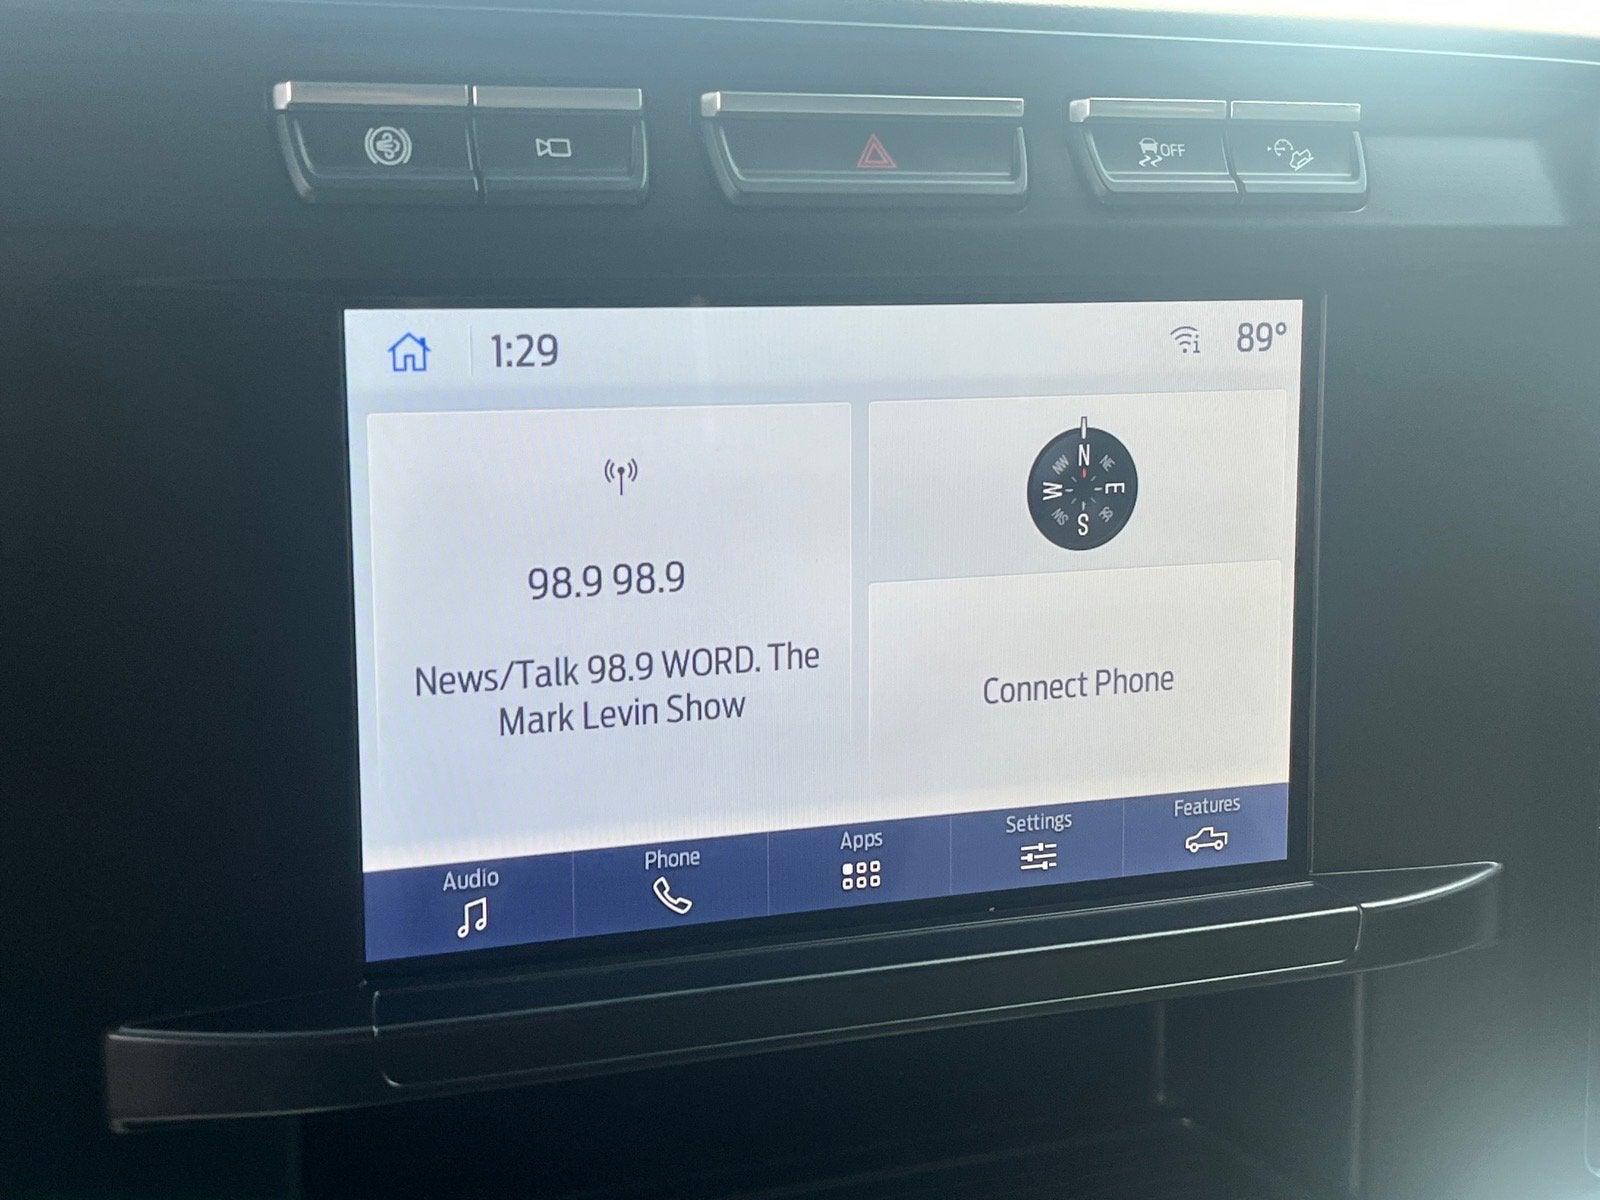 OFF
1:29
89°
98.9 98.9
News/Talk 98.9 WORD. The
Mark Levin Show
N
NW
NE
W
E
SW
S
Connect Phone
Audio
Phone
Apps
Settings
Features